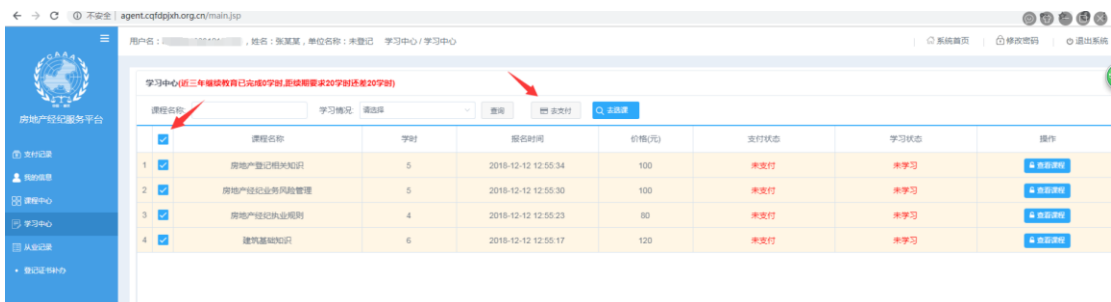 不安全 agent.cqfdpjxh.org.cn/main.jsp
用户名： ，姓名：张某某，单位名称：未登记 学习中心 / 学习中心 系统首页 修改密码 退出系统
CAAA
房地产经纪服务平台
支付记录
我的信息
课程中心
学习中心
从业记录
登记证书补办
学习中心(近三年继续教育已完成0学时,距续期要求20学时还差20学时)
课程名称: 学习情况: 请选择 查询 去支付 去选课
课程名称 学时 报名时间 价格(元) 支付状态 学习状态 操作
1 房地产登记相关知识 5 2018-12-12 12:55:34 100 未支付 未学习 查看课程
2 房地产经纪业务风险管理 5 2018-12-12 12:55:30 100 未支付 未学习 查看课程
3 房地产经纪执业规则 4 2018-12-12 12:55:23 80 未支付 未学习 查看课程
4 建筑基础知识 6 2018-12-12 12:55:17 120 未支付 未学习 查看课程